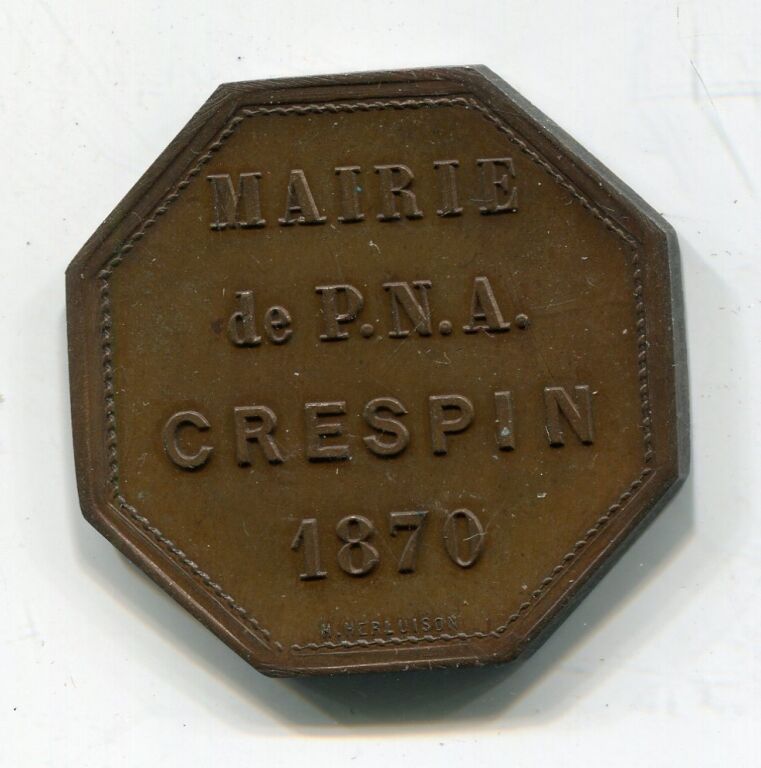 MAIRIE
de P.N.A.
CRESPIN
1870
H. HERLUISON